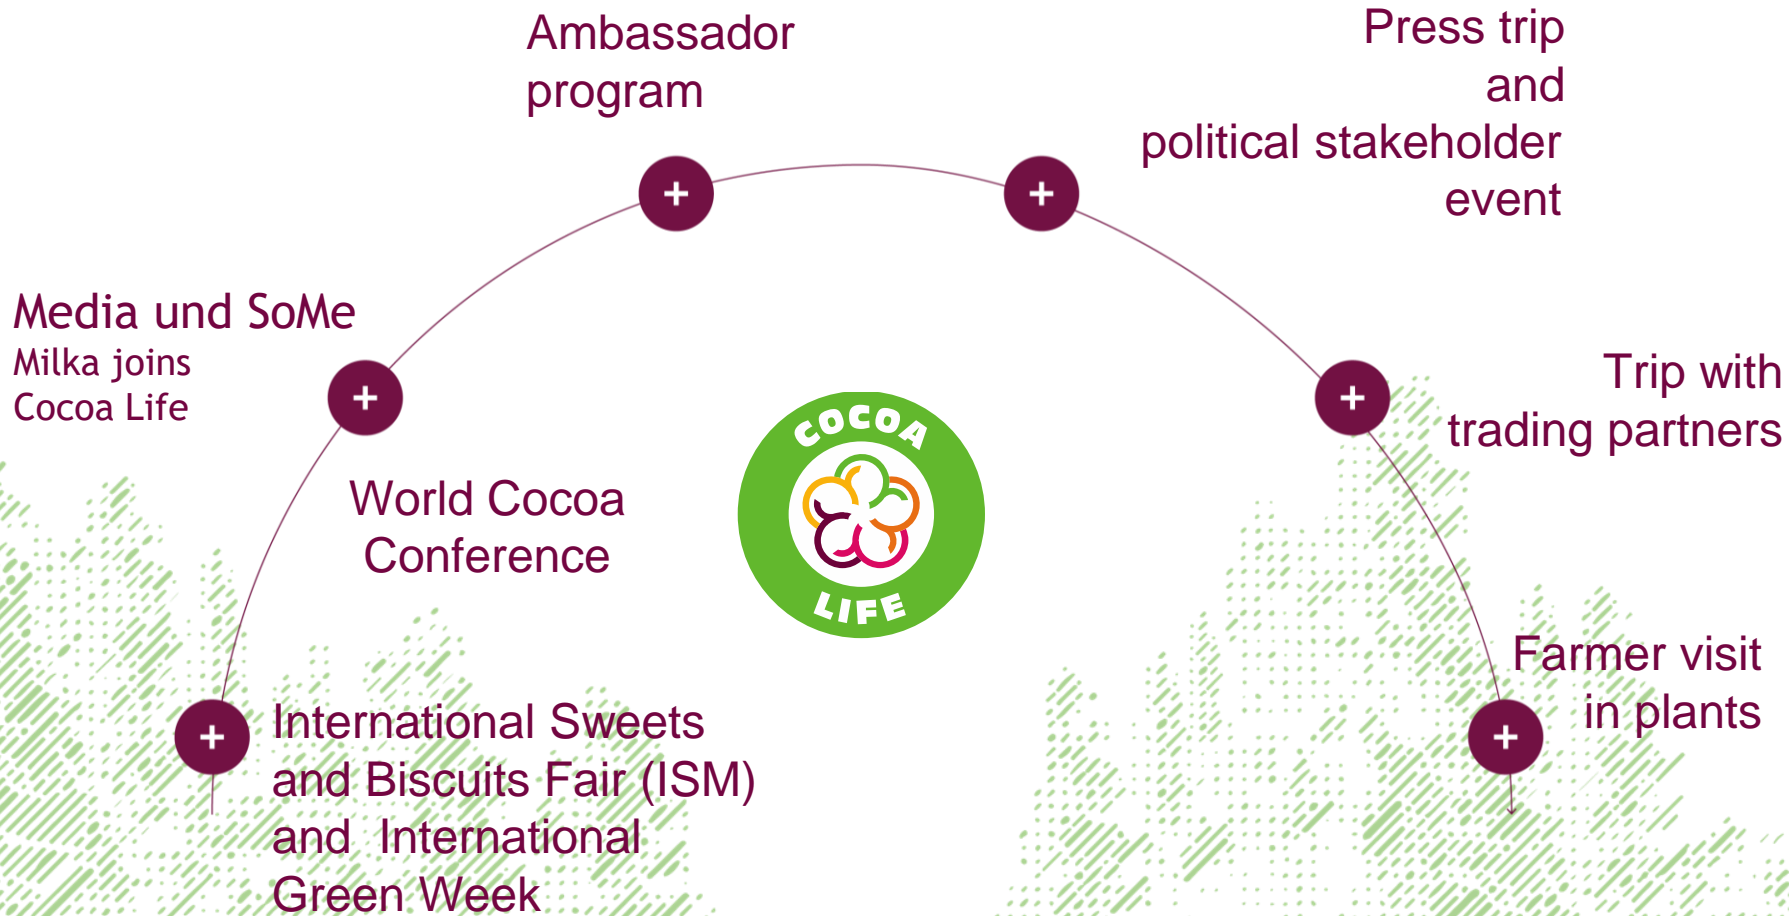 Ambassador
program
Press trip
and
political stakeholder
event
Media und SoMe
Milka joins
Cocoa Life
Trip with
trading partners
World Cocoa
Conference
COCOA
LIFE
Farmer visit
in plants
International Sweets
and Biscuits Fair (ISM)
and International
Green Week